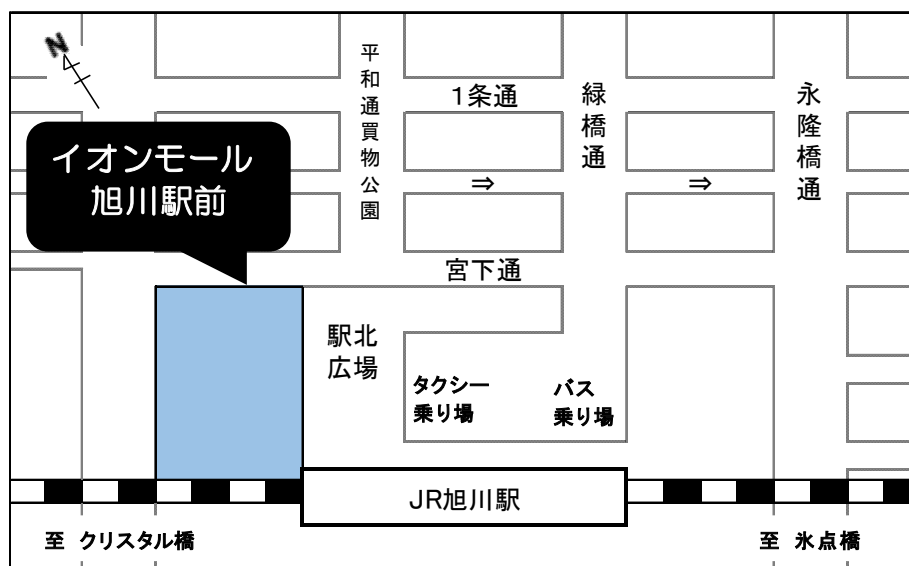 N
平和通買物公園
1条通
緑橋通
永隆橋通
イオンモール
旭川駅前
⇒
⇒
宮下通
駅北
広場
タクシー
乗り場
バス
乗り場
JR旭川駅
至 クリスタル橋
至 氷点橋